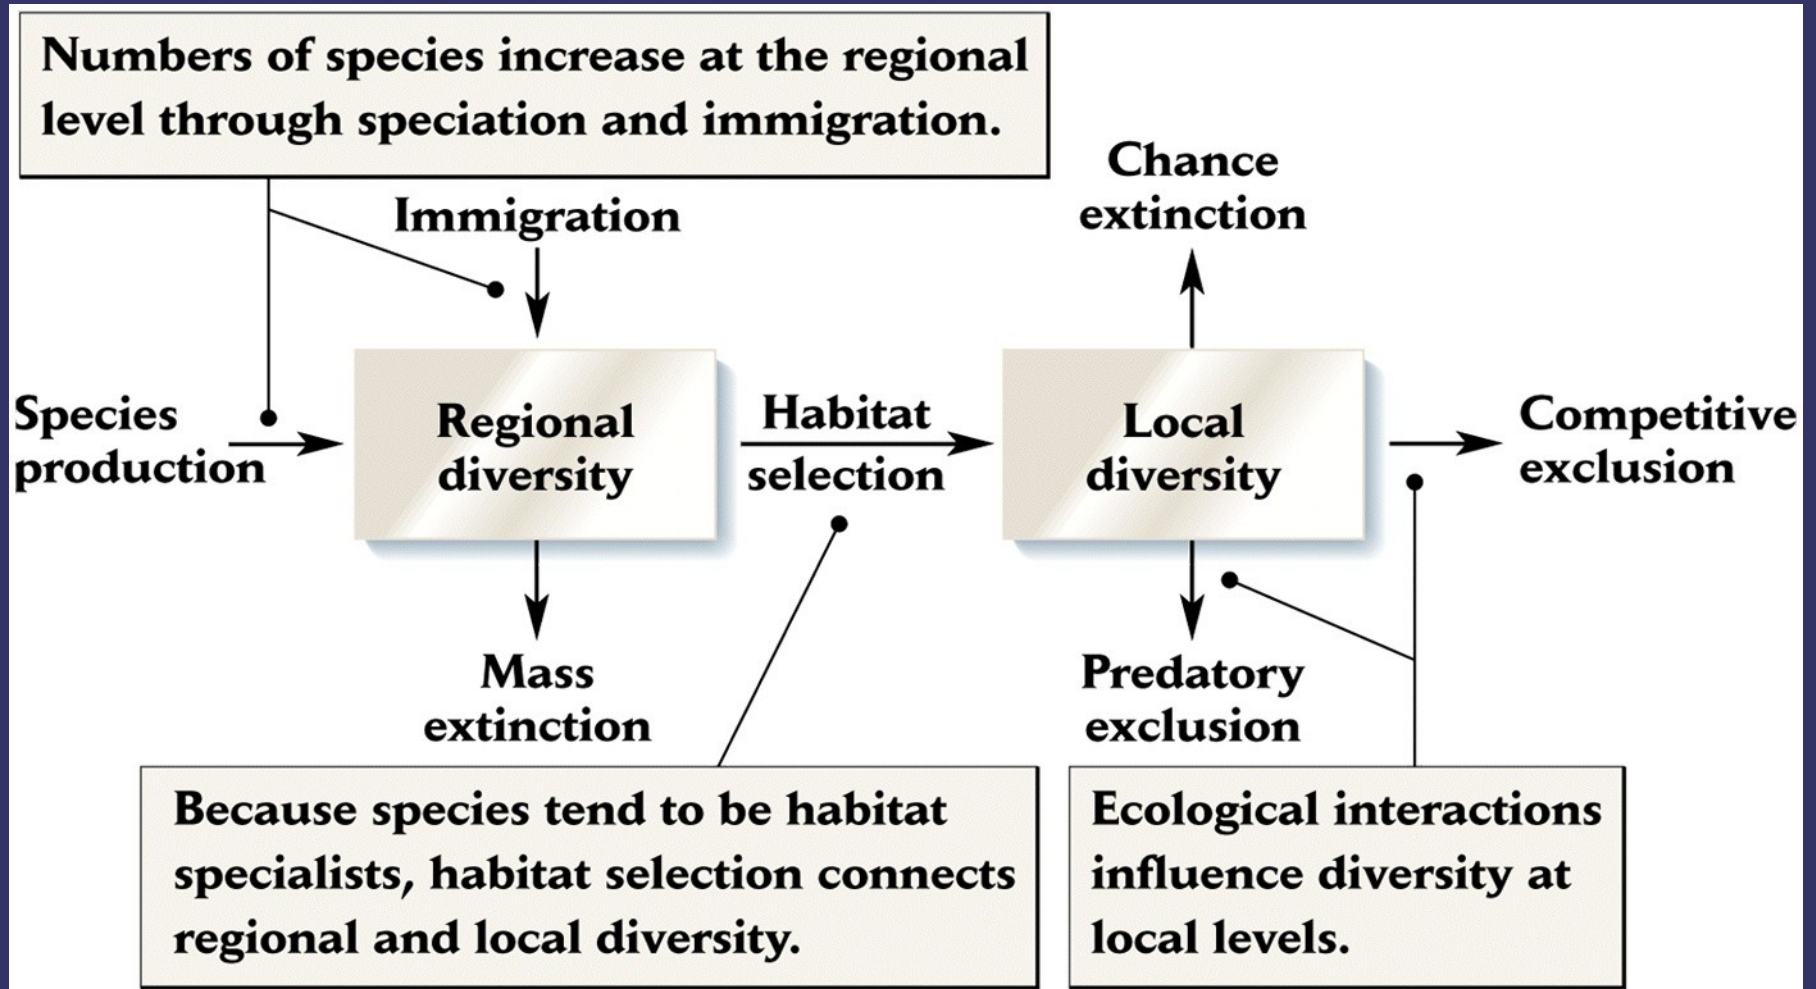 Numbers of species increase at the regional
level through speciation and immigration.
Immigration
Chance
extinction
Species
production
Regional
diversity
Habitat
selection
Local
diversity
Competitive
exclusion
Mass
extinction
Predatory
exclusion
Because species tend to be habitat
specialists, habitat selection connects
regional and local diversity.
Ecological interactions
influence diversity at
local levels.